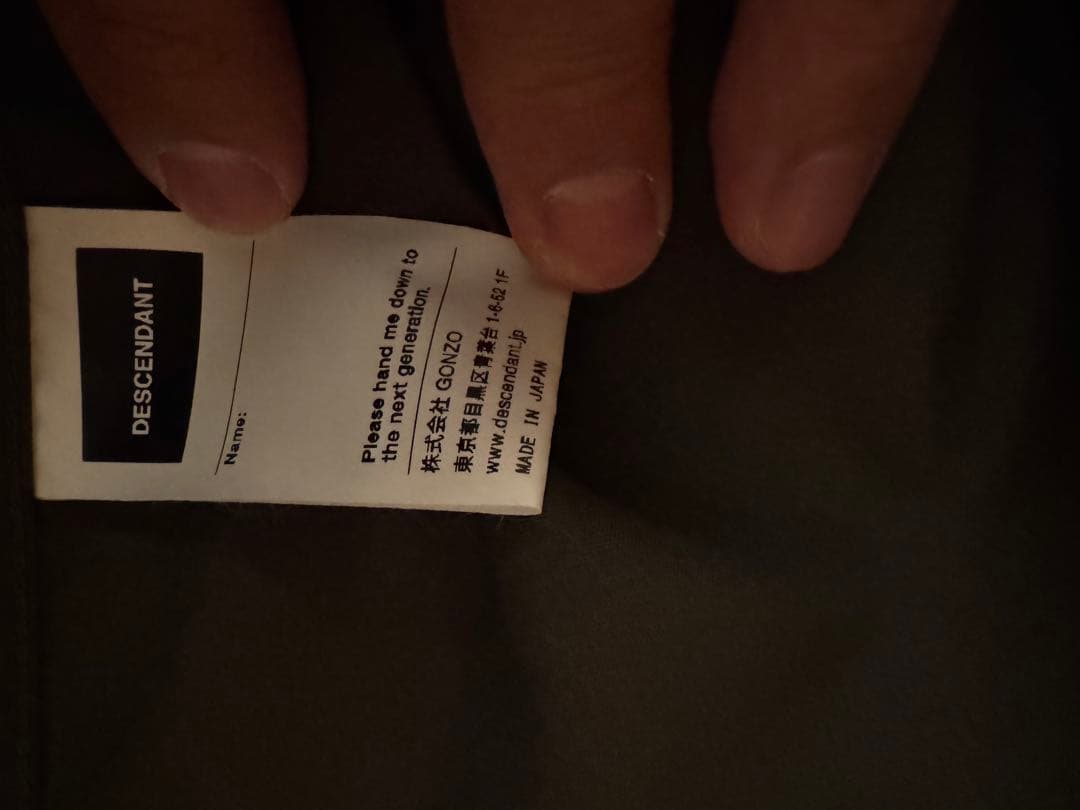 DESCENDANT
Name:
Please hand me down to
the next generation.
株式会社 GONZO
東京都目黒区青葉台 1-6-52 1F
www.descendant.jp
MADE IN JAPAN